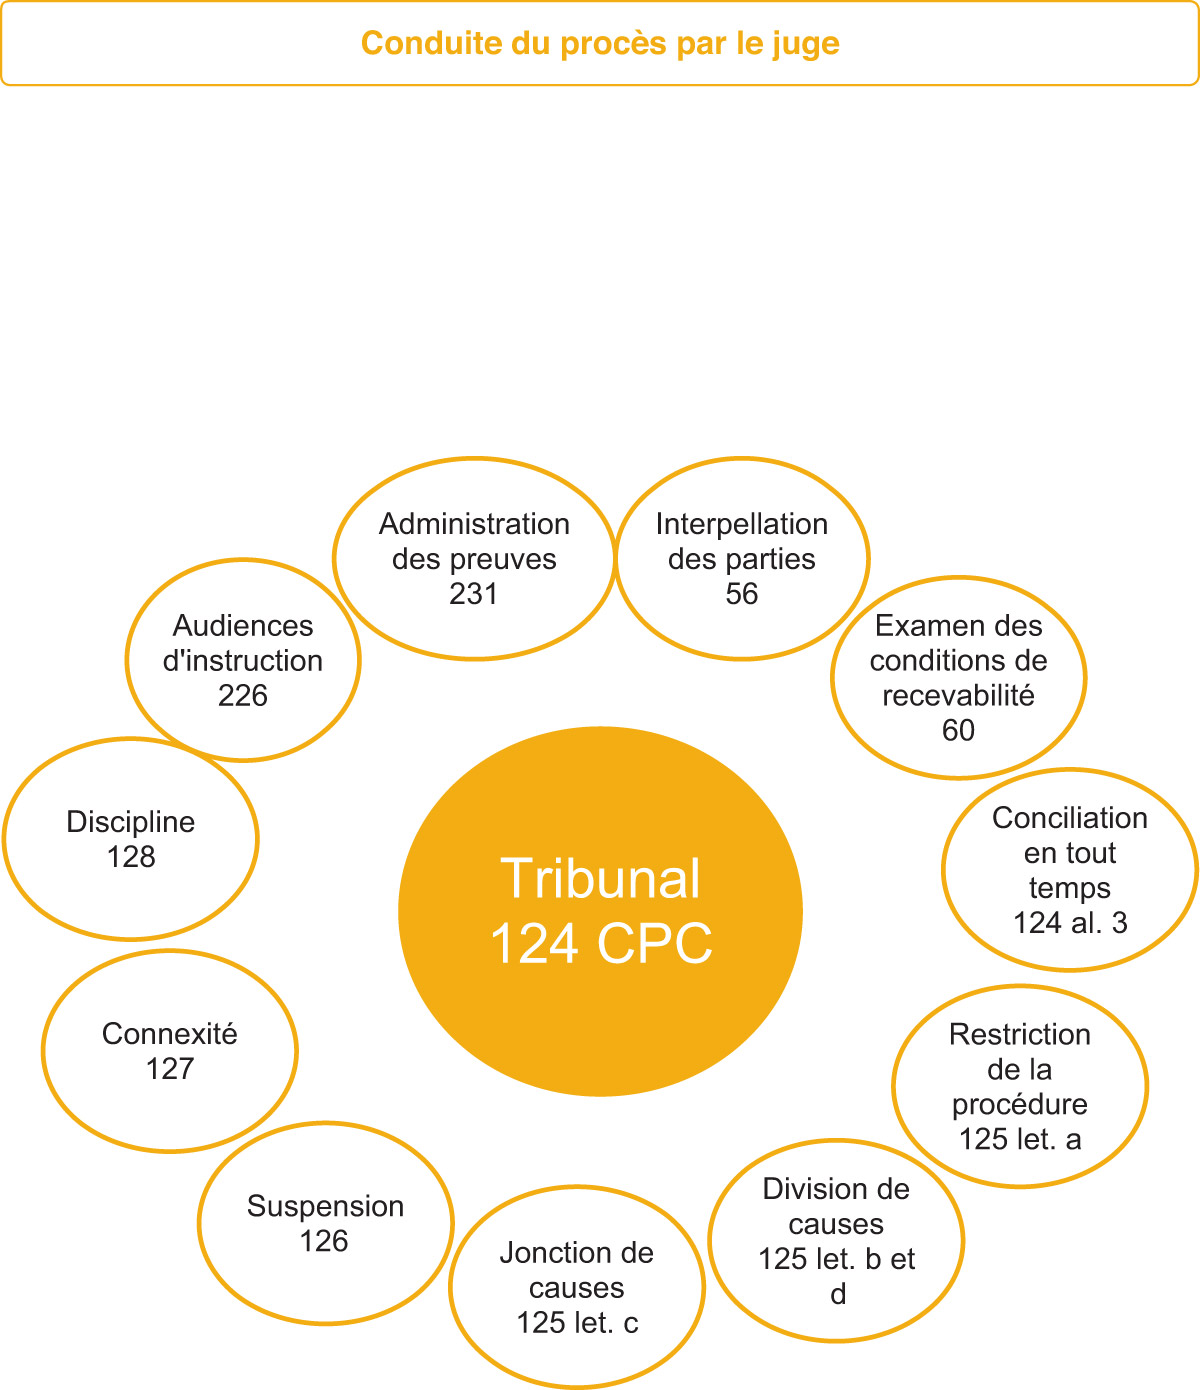 Conduite du procès par le juge
Administration
des preuves
231
Interpellation
des parties
56
Examen des
conditions de
recevabilité
60
Conciliation
en tout
temps
124 al. 3
Restriction
de la
procédure
125 let. a
Division de
causes
125 let. b et
d
Jonction de
causes
125 let. c
Suspension
126
Connexité
127
Discipline
128
Audiences
d'instruction
226
Tribunal
124 CPC